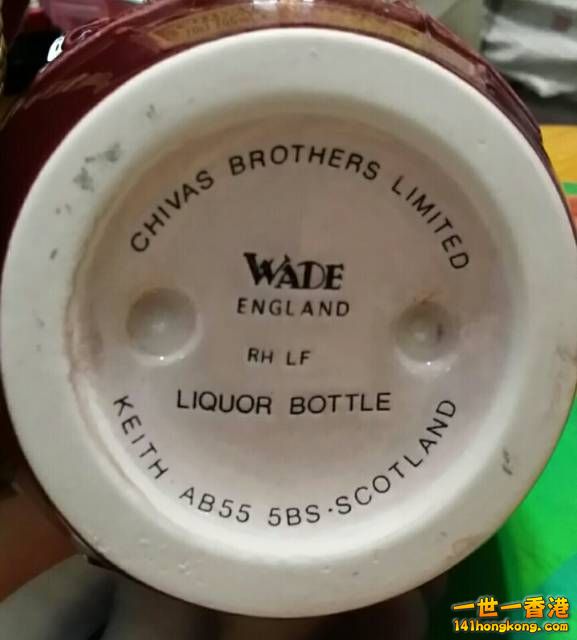 CHIVAS BROTHERS LIMITED
WADE
ENGLAND
RH LF
LIQUOR BOTTLE
KEITH · AB55 5BS · SCOTLAND
一世一香港
141hongkong.com